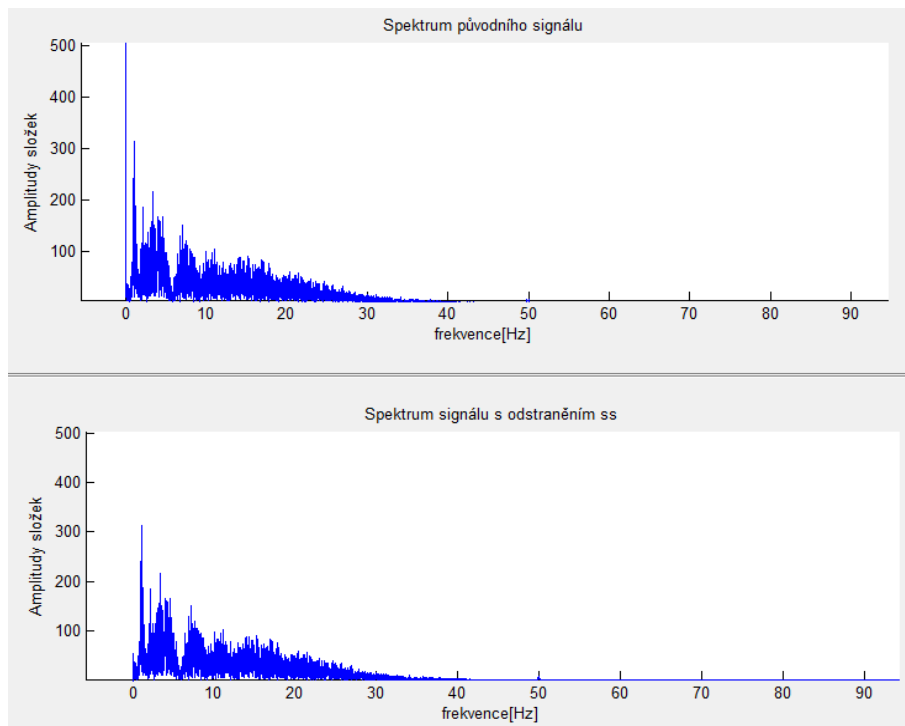 Spektrum původního signálu
500
400
300
200
100
Amplitudy složek
0 10 20 30 40 50 60 70 80 90
frekvence[Hz]
Spektrum signálu s odstraněním ss
500
400
300
200
100
Amplitudy složek
0 10 20 30 40 50 60 70 80 90
frekvence[Hz]